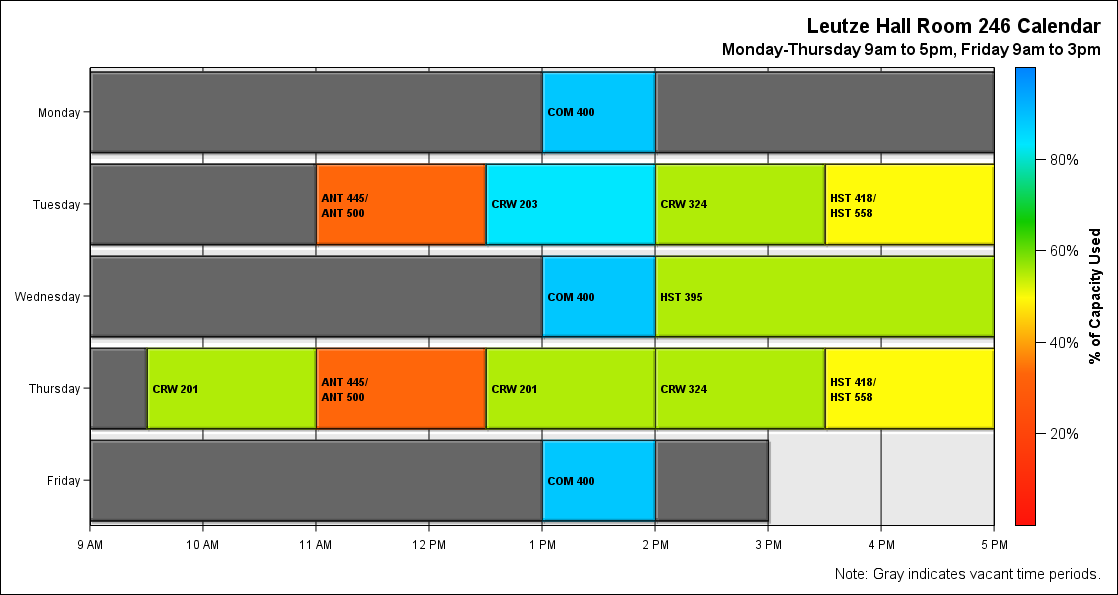 Leutze Hall Room 246 Calendar
Monday-Thursday 9am to 5pm, Friday 9am to 3pm
Monday
COM 400
Tuesday
ANT 445/
ANT 500
CRW 203
CRW 324
HST 418/
HST 558
Wednesday
COM 400
HST 395
Thursday
CRW 201
ANT 445/
ANT 500
CRW 201
CRW 324
HST 418/
HST 558
Friday
COM 400
9 AM
10 AM
11 AM
12 PM
1 PM
2 PM
3 PM
4 PM
5 PM
80%
60%
40%
20%
% of Capacity Used
Note: Gray indicates vacant time periods.